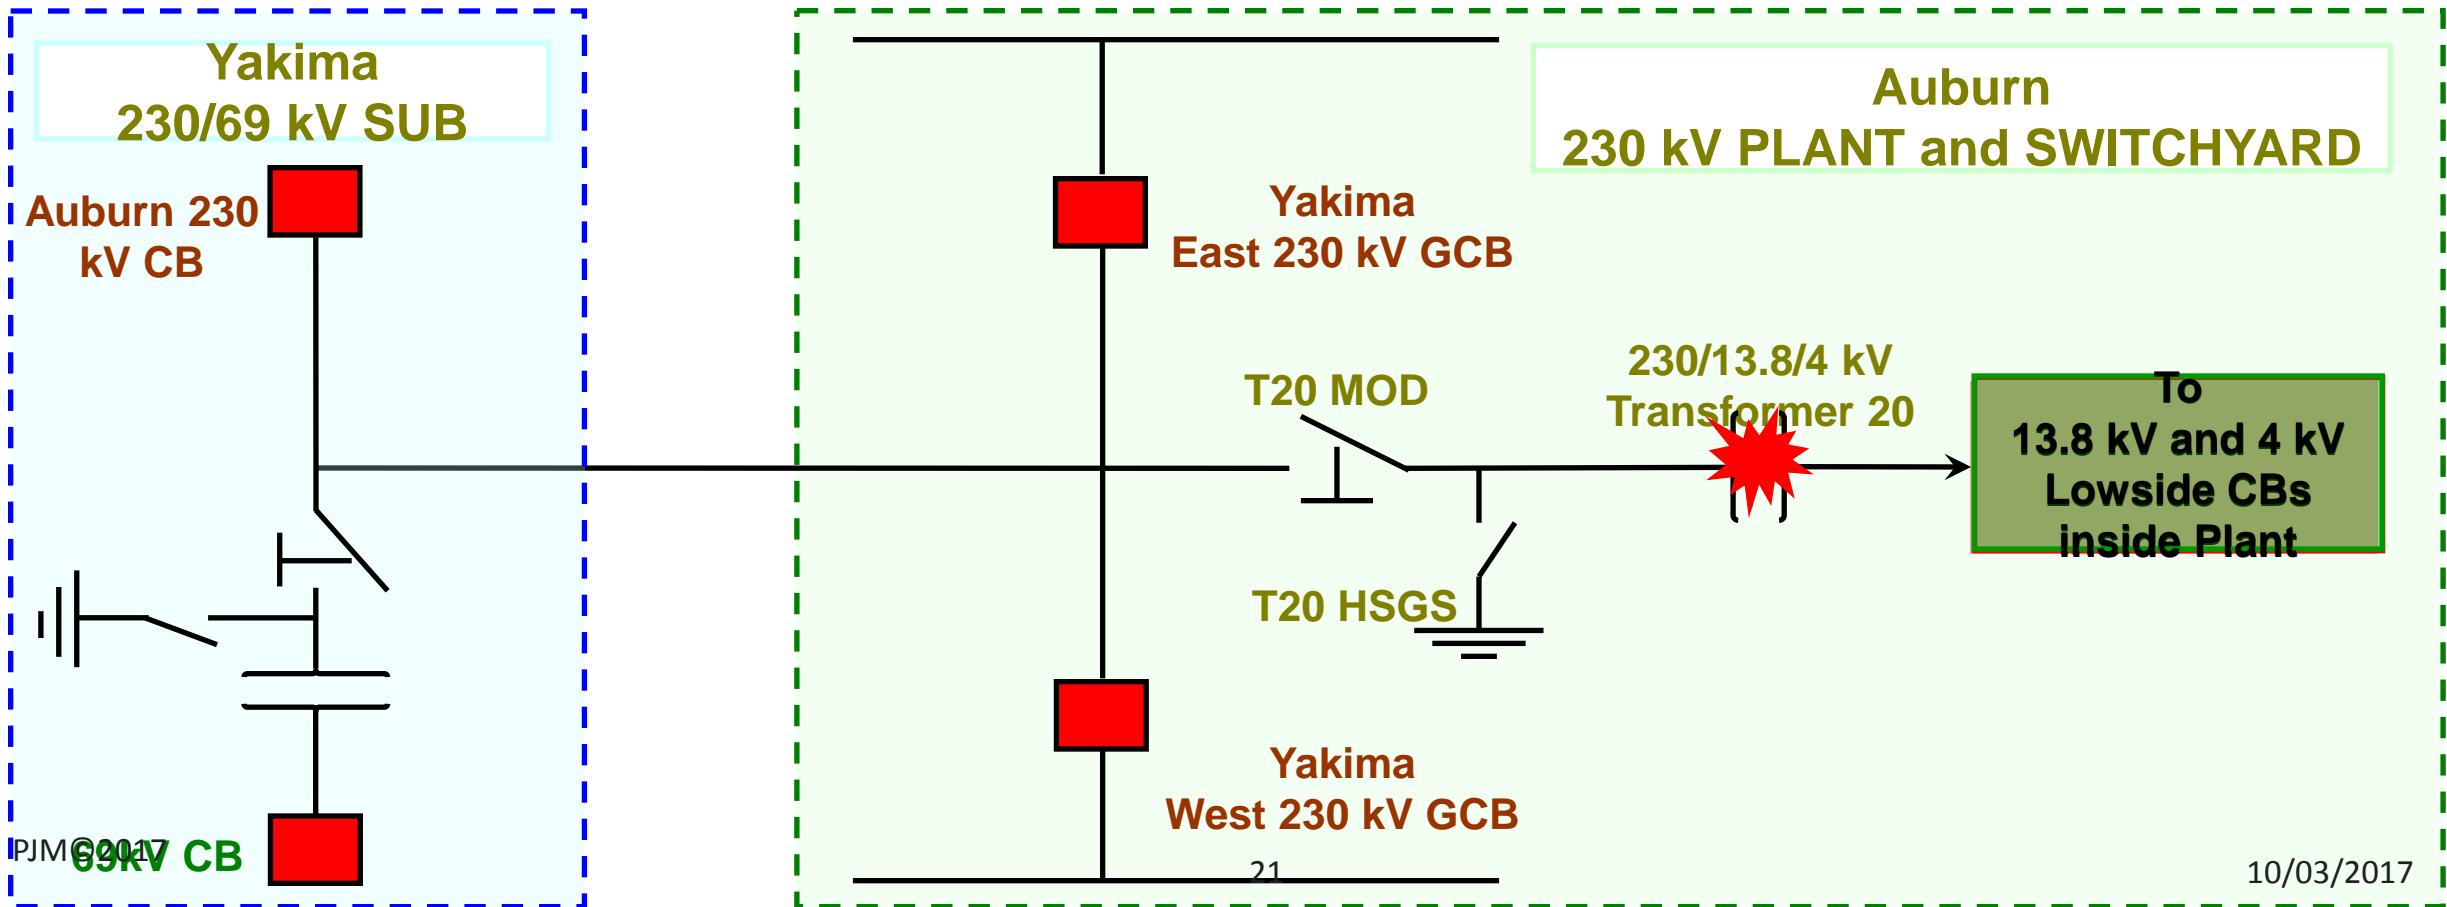 Yakima
230/69 kV SUB
Auburn 230
kV CB
69kV CB
Auburn
230 kV PLANT and SWITCHYARD
Yakima
East 230 kV GCB
T20 MOD
230/13.8/4 kV
Transformer 20
To
13.8 kV and 4 kV
Lowside CBs
inside Plant
T20 HSGS
Yakima
West 230 kV GCB
PJM©2017
21
10/03/2017